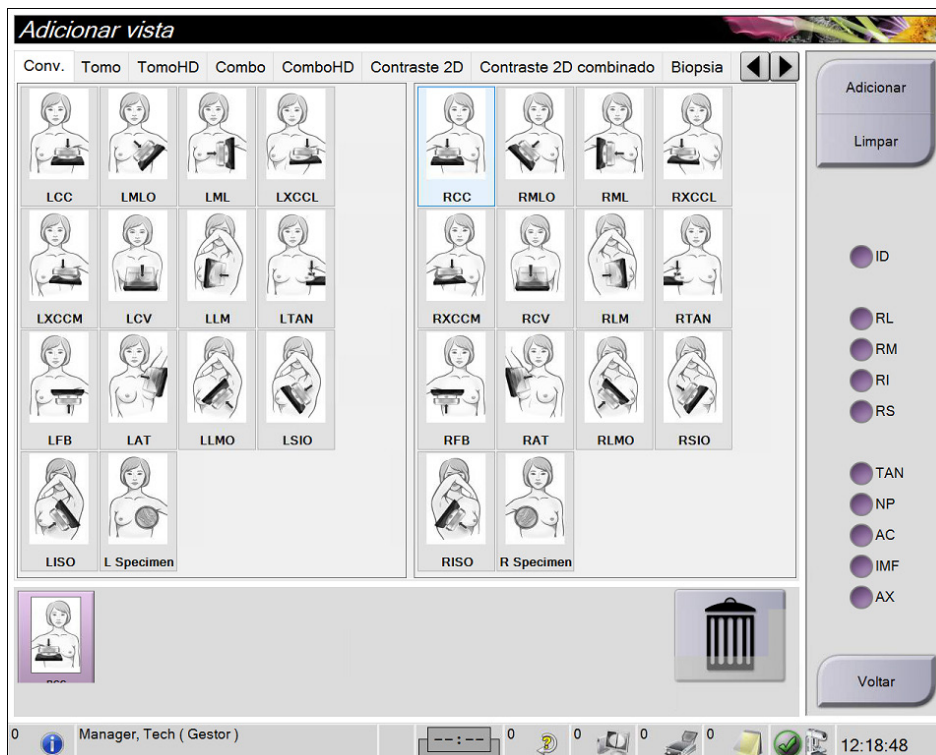 Adicionar vista
Conv. Tomo TomoHD Combo ComboHD Contraste 2D Contraste 2D combinado Biopsia
LCC LMLO LML LXCCL
LXCCM LCV LLM LTAN
LFB LAT LLMO LSIO
LISO L Specimen
RCC RMLO RML RXCCL
RXCCM RCV RLM RTAN
RFB RAT RLMO RSIO
RISO R Specimen
Adicionar
Limpar
ID
RL
RM
RI
RS
TAN
NP
AC
IMF
AX
RCC
Voltar
0 Manager, Tech ( Gestor ) --:-- 0 0 0 0 12:18:48